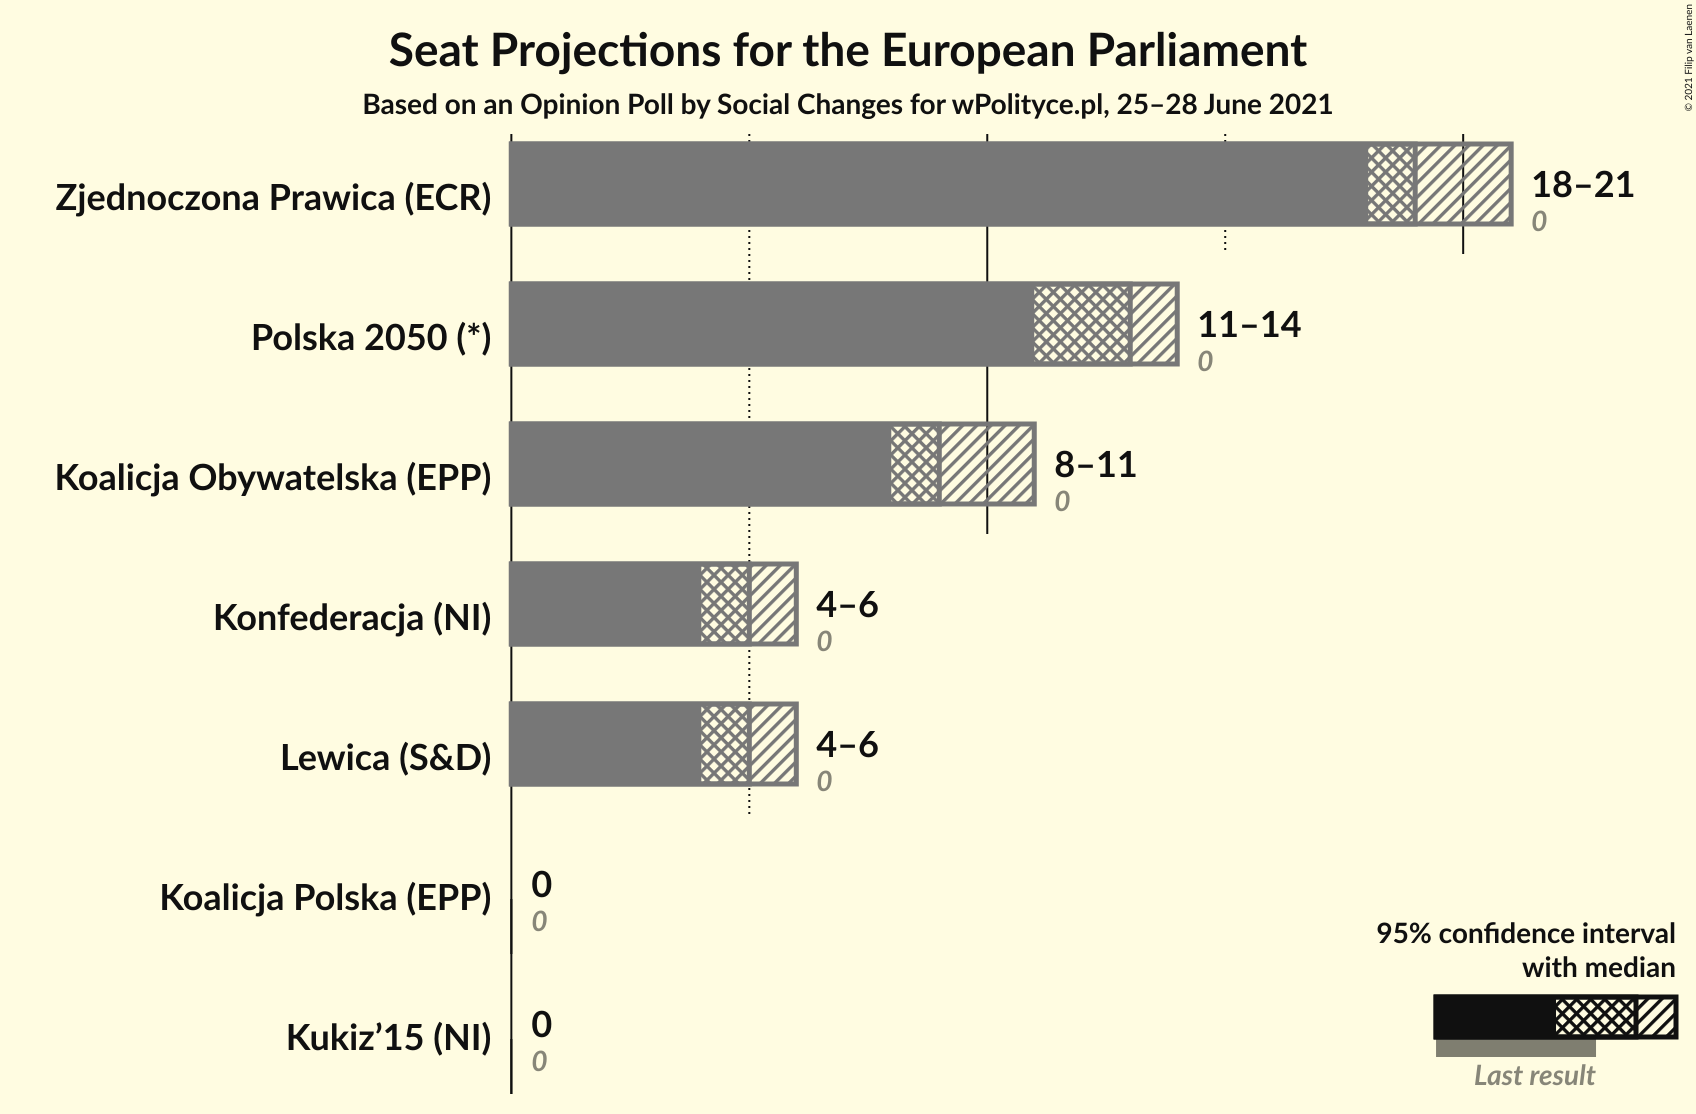 Seat Projections for the European Parliament
Based on an Opinion Poll by Social Changes for wPolityce.pl, 25–28 June 2021
© 2021 Filip van Laenen
Zjednoczona Prawica (ECR)
18–21
0
Polska 2050 (*)
11–14
0
Koalicja Obywatelska (EPP)
8–11
0
Konfederacja (NI)
4–6
0
Lewica (S&D)
4–6
0
Koalicja Polska (EPP)
0
0
Kukiz’15 (NI)
0
0
95% confidence interval
with median
Last result